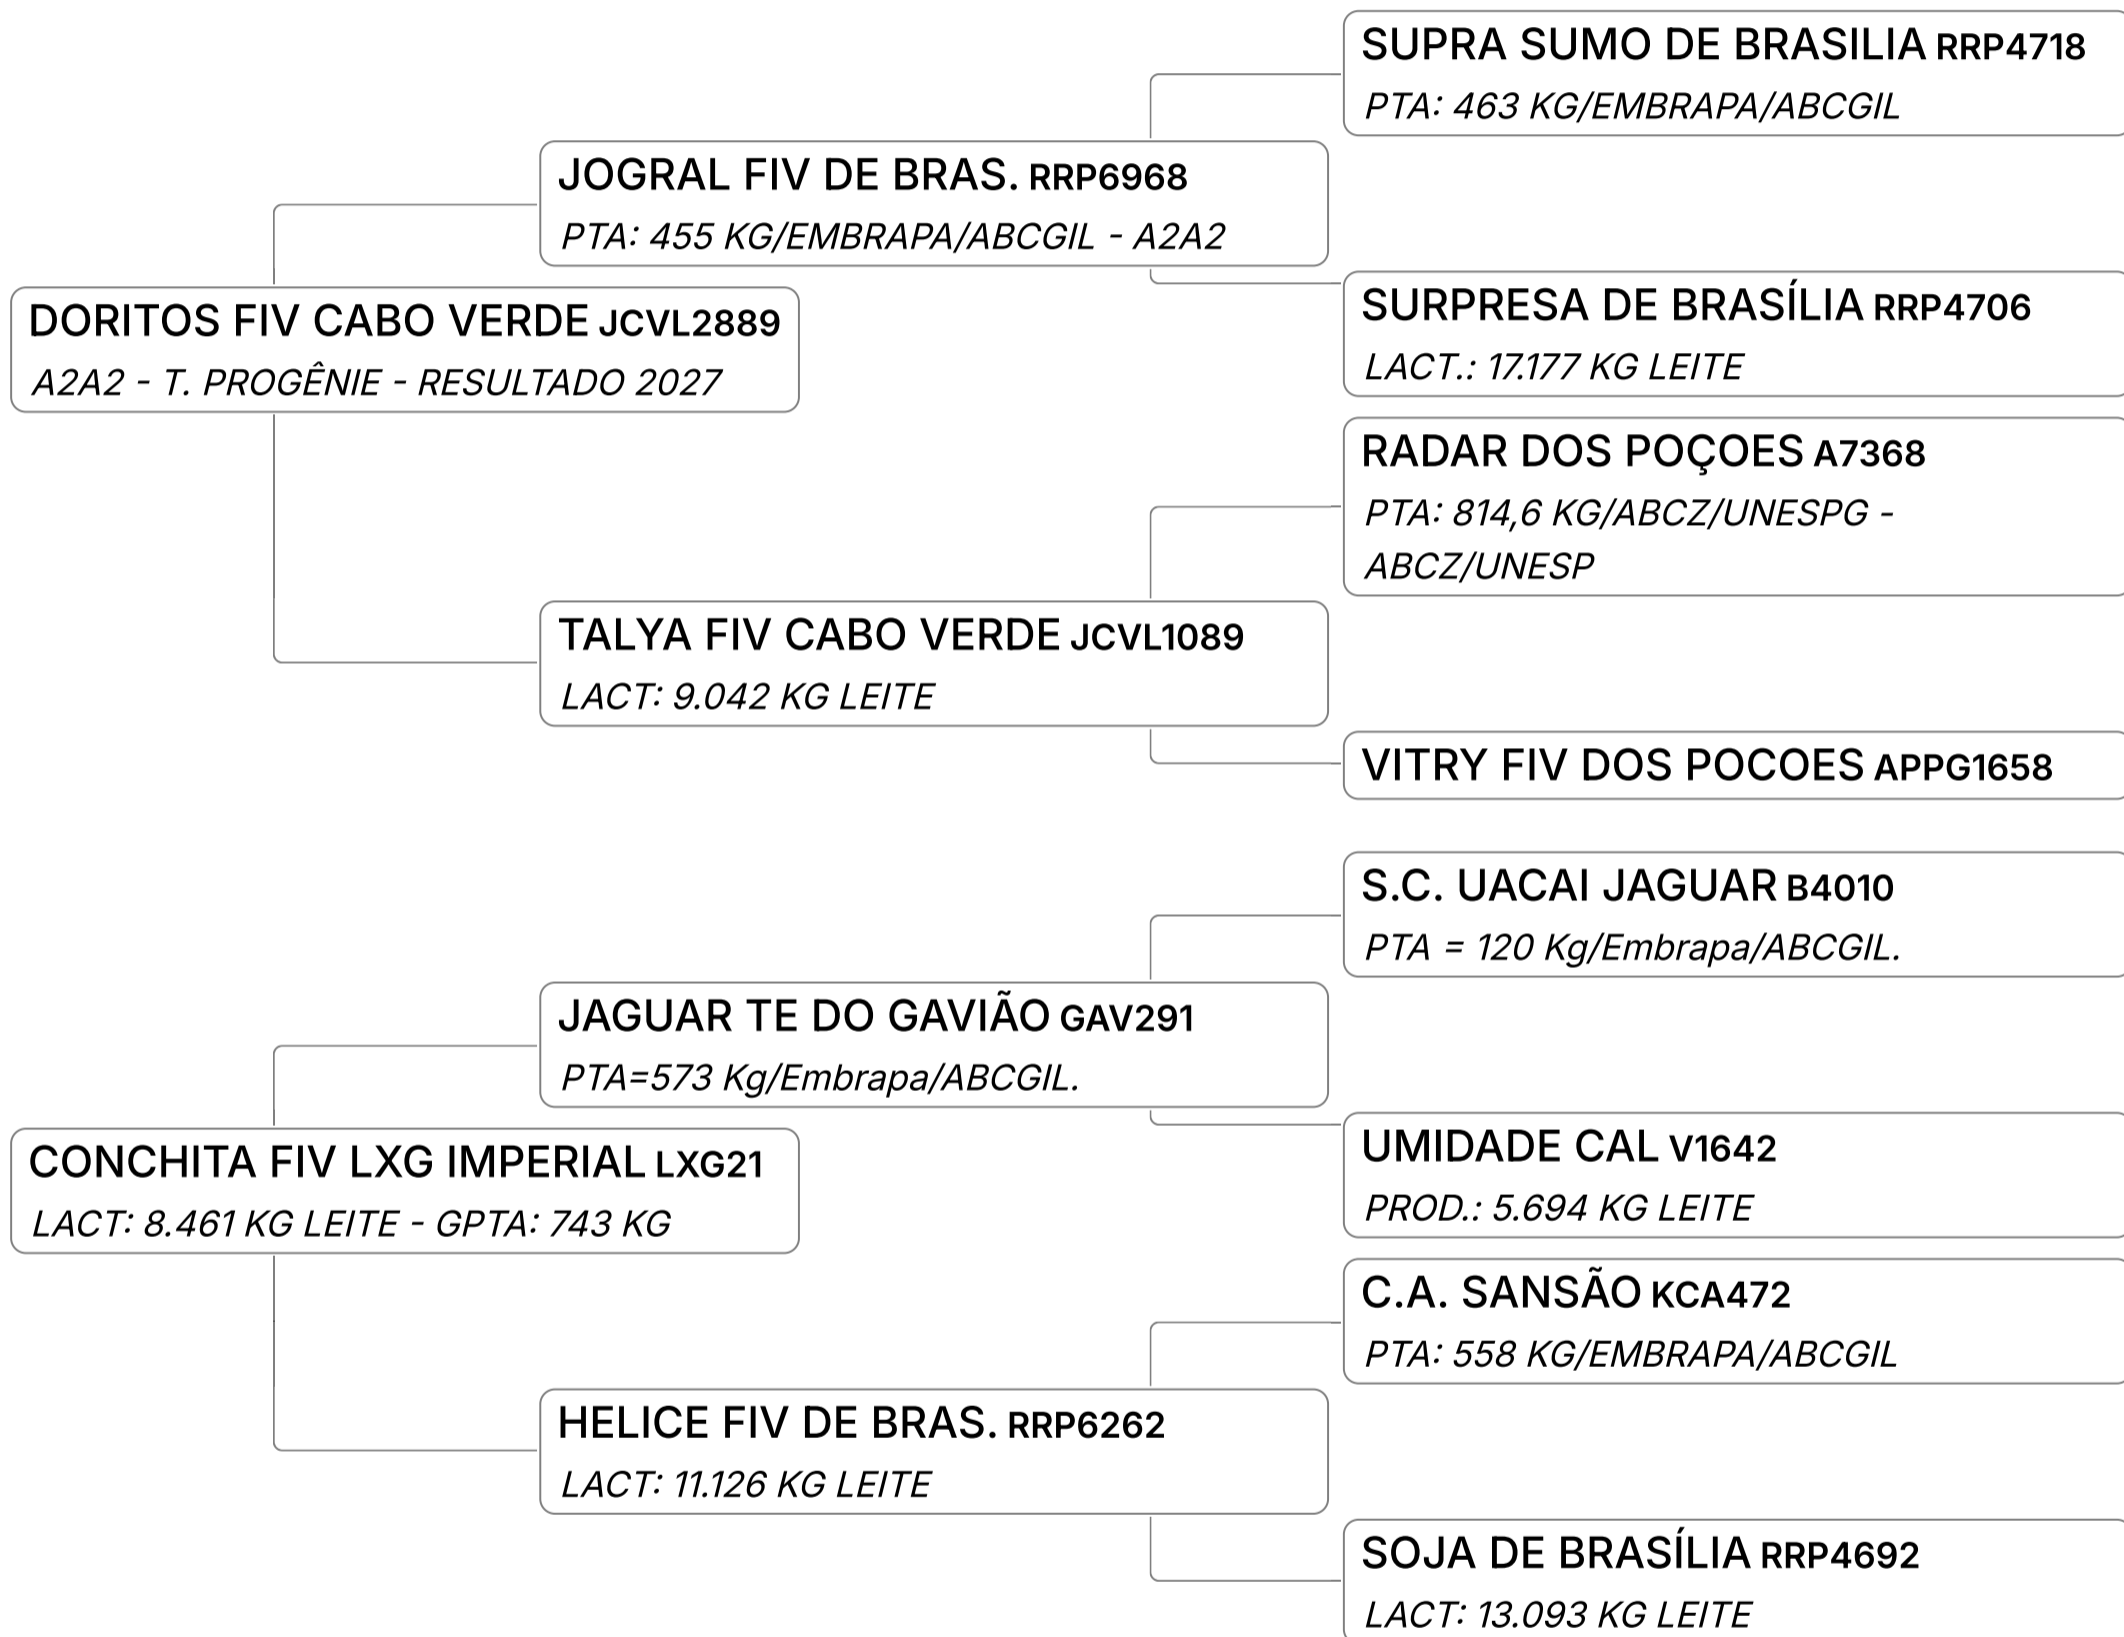 SUPRA SUMO DE BRASILIA RRP4718
PTA: 463 KG/EMBRAPA/ABCGIL
JOGRAL FIV DE BRAS. RRP6968
PTA: 455 KG/EMBRAPA/ABCGIL - A2A2
SURPRESA DE BRASÍLIA RRP4706
LACT.: 17.177 KG LEITE
DORITOS FIV CABO VERDE JCVL2889
A2A2 - T. PROGÊNIE - RESULTADO 2027
RADAR DOS POÇOES A7368
PTA: 814,6 KG/ABCZ/UNESPG -
ABCZ/UNESP
TALYA FIV CABO VERDE JCVL1089
LACT: 9.042 KG LEITE
VITRY FIV DOS POCOES APPG1658
S.C. UACAI JAGUAR B4010
PTA = 120 Kg/Embrapa/ABCGIL.
JAGUAR TE DO GAVIÃO GAV291
PTA=573 Kg/Embrapa/ABCGIL.
UMIDADE CAL V1642
PROD.: 5.694 KG LEITE
CONCHITA FIV LXG IMPERIAL LXG21
LACT: 8.461 KG LEITE - GPTA: 743 KG
C.A. SANSÃO KCA472
PTA: 558 KG/EMBRAPA/ABCGIL
HELICE FIV DE BRAS. RRP6262
LACT: 11.126 KG LEITE
SOJA DE BRASÍLIA RRP4692
LACT: 13.093 KG LEITE